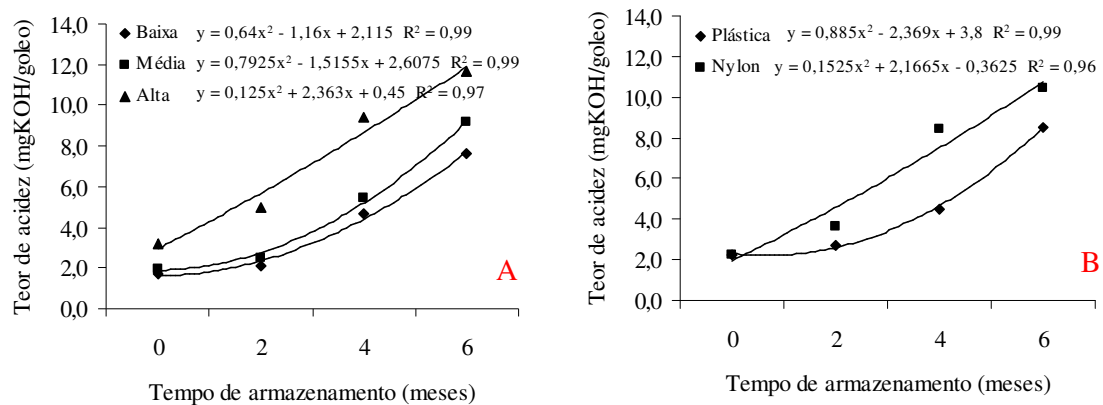 Teor de acidez (mgKOH/goleo)
14,0
12,0
10,0
8,0
6,0
4,0
2,0
0,0
Baixa y = 0,64x² - 1,16x + 2,115 R² = 0,99
Média y = 0,7925x² - 1,5155x + 2,6075 R² = 0,99
Alta y = 0,125x² + 2,363x + 0,45 R² = 0,97
A
0 2 4 6
Tempo de armazenamento (meses)
Teor de acidez (mgKOH/goleo)
14,0
12,0
10,0
8,0
6,0
4,0
2,0
0,0
Plástica y = 0,885x² - 2,369x + 3,8 R² = 0,99
Nylon y = 0,1525x² + 2,1665x - 0,3625 R² = 0,96
B
0 2 4 6
Tempo de armazenamento (meses)